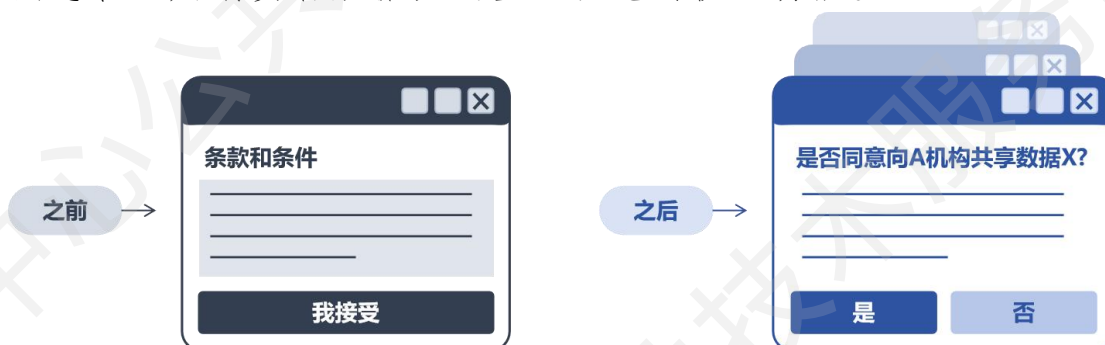 条款和条件
是否同意向A机构共享数据X?
之前
之后
我接受
是
否